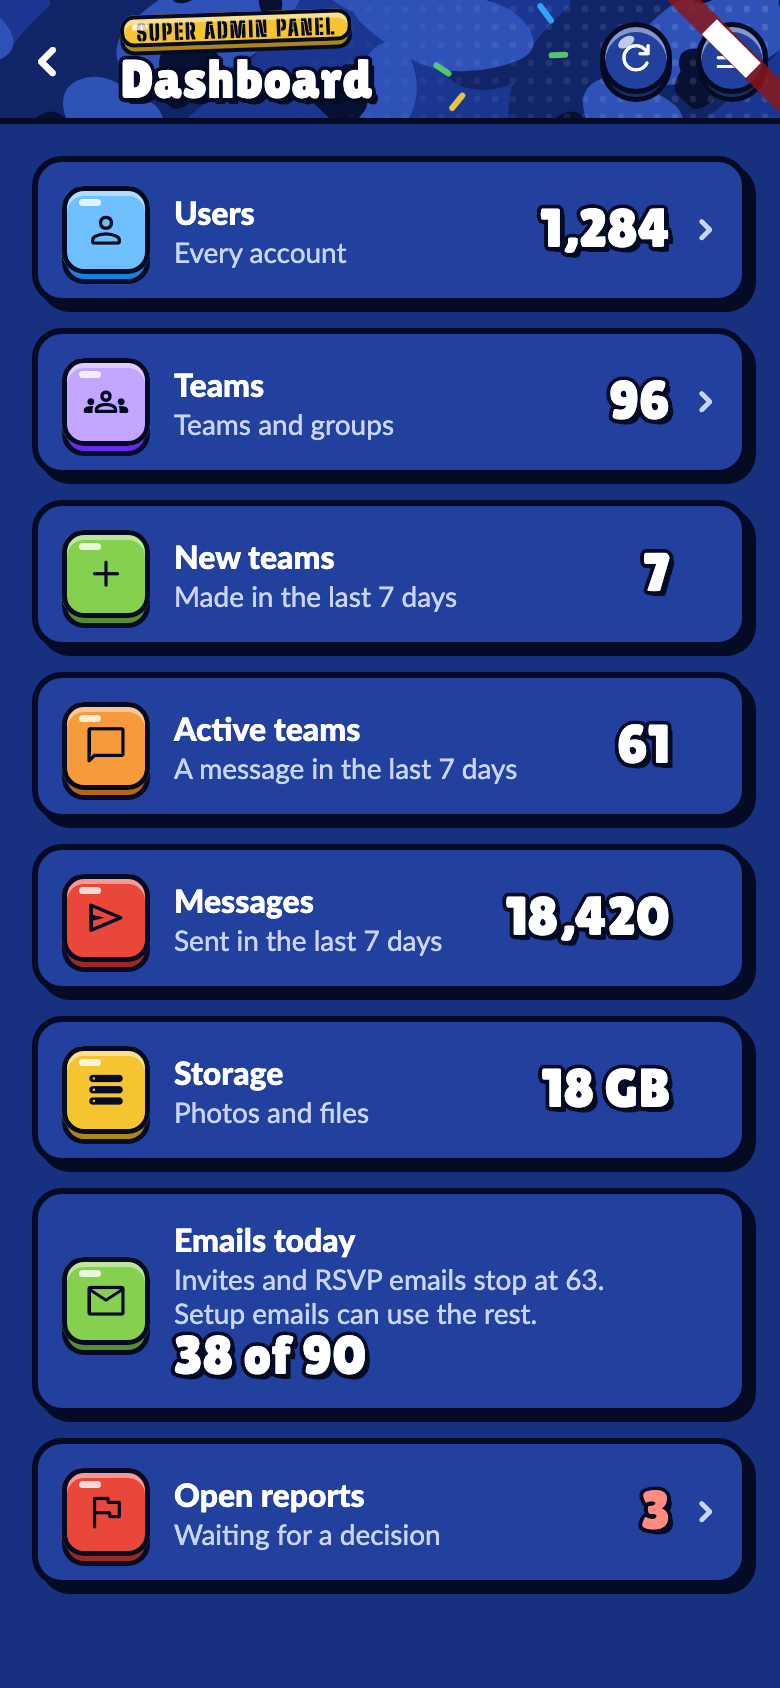 SUPER ADMIN PANEL
Dashboard
Users
Every account
1,284
Teams
Teams and groups
96
New teams
Made in the last 7 days
7
Active teams
A message in the last 7 days
61
Messages
Sent in the last 7 days
18,420
Storage
Photos and files
18 GB
Emails today
Invites and RSVP emails stop at 63.
Setup emails can use the rest.
38 of 90
Open reports
Waiting for a decision
3